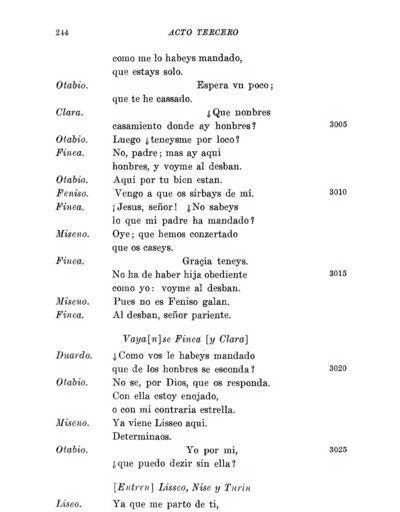 244 ACTO TERCERO
como me lo habeys mandado,
que estays solo.
Otabio. Espera vn poco;
que te he cassado.
Clara. ¿Que nonbres
casamiento donde ay honbres? 3005
Otabio. Luego ¿teneysme por loco?
Finea. No, padre; mas ay aqui
honbres, y voyme al desban.
Otabio. Aqui por tu bien estan.
Feniso. Vengo a que os sirbays de mí. 3010
Finea. ¡Jesus, señor! ¿No sabeys
lo que mi padre ha mandado?
Miseno. Oye; que hemos conzertado
que os caseys.
Finea. Graçia teneys.
No ha de haber hija obediente 3015
como yo: voyme al desban.
Miseno. Pues no es Feniso galan.
Finea. Al desban, señor pariente.
Vaya[n]se Finea [y Clara]
Duardo. ¿Como vos le habeys mandado
que de los honbres se esconda? 3020
Otabio. No se, por Dios, que os responda.
Con ella estoy enojado,
o con mi contraria estrella.
Miseno. Ya viene Lisseo aqui.
Determinaos.
Otabio. Yo por mi, 3025
¿que puedo dezir sin ella?
[Entren] Lisseo, Nise y Turin
Liseo. Ya que me parto de ti,